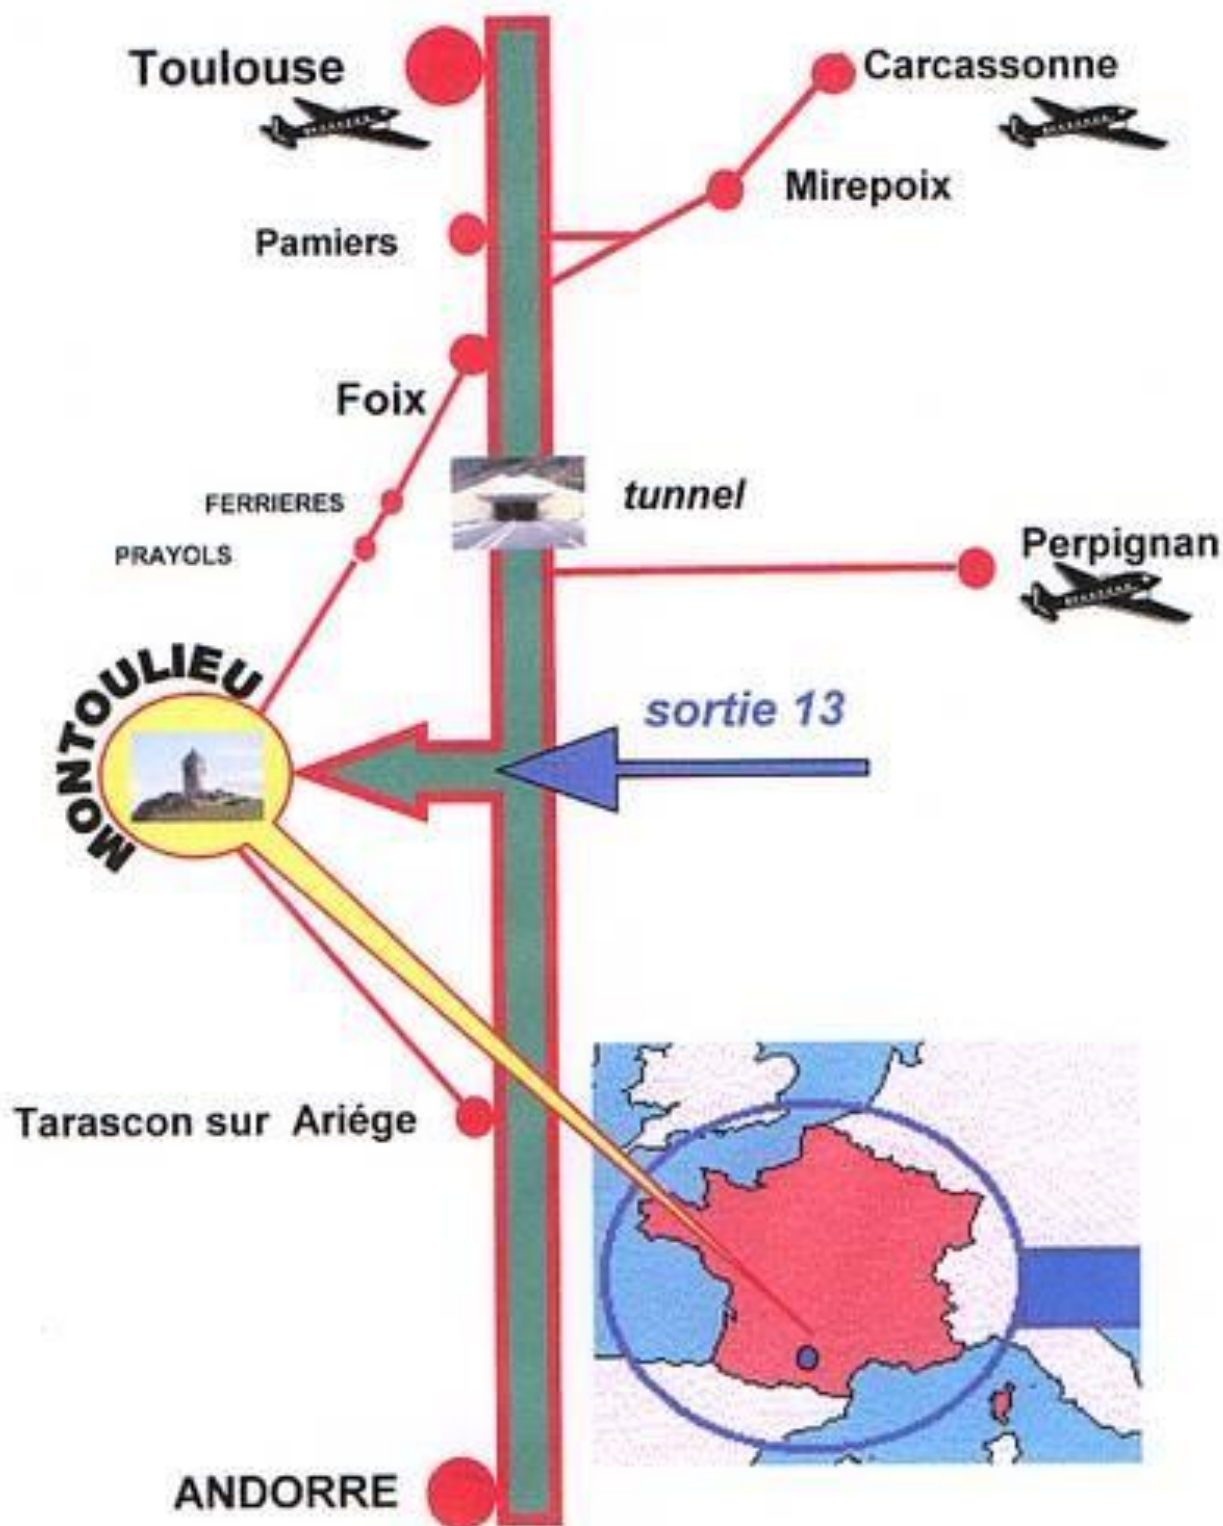 Toulouse
Carcassonne
Mirepoix
Pamiers
Foix
FERRIERES
tunnel
PRAYOLS
Perpignan
MONTOULIEU
sortie 13
Tarascon sur Ariége
ANDORRE